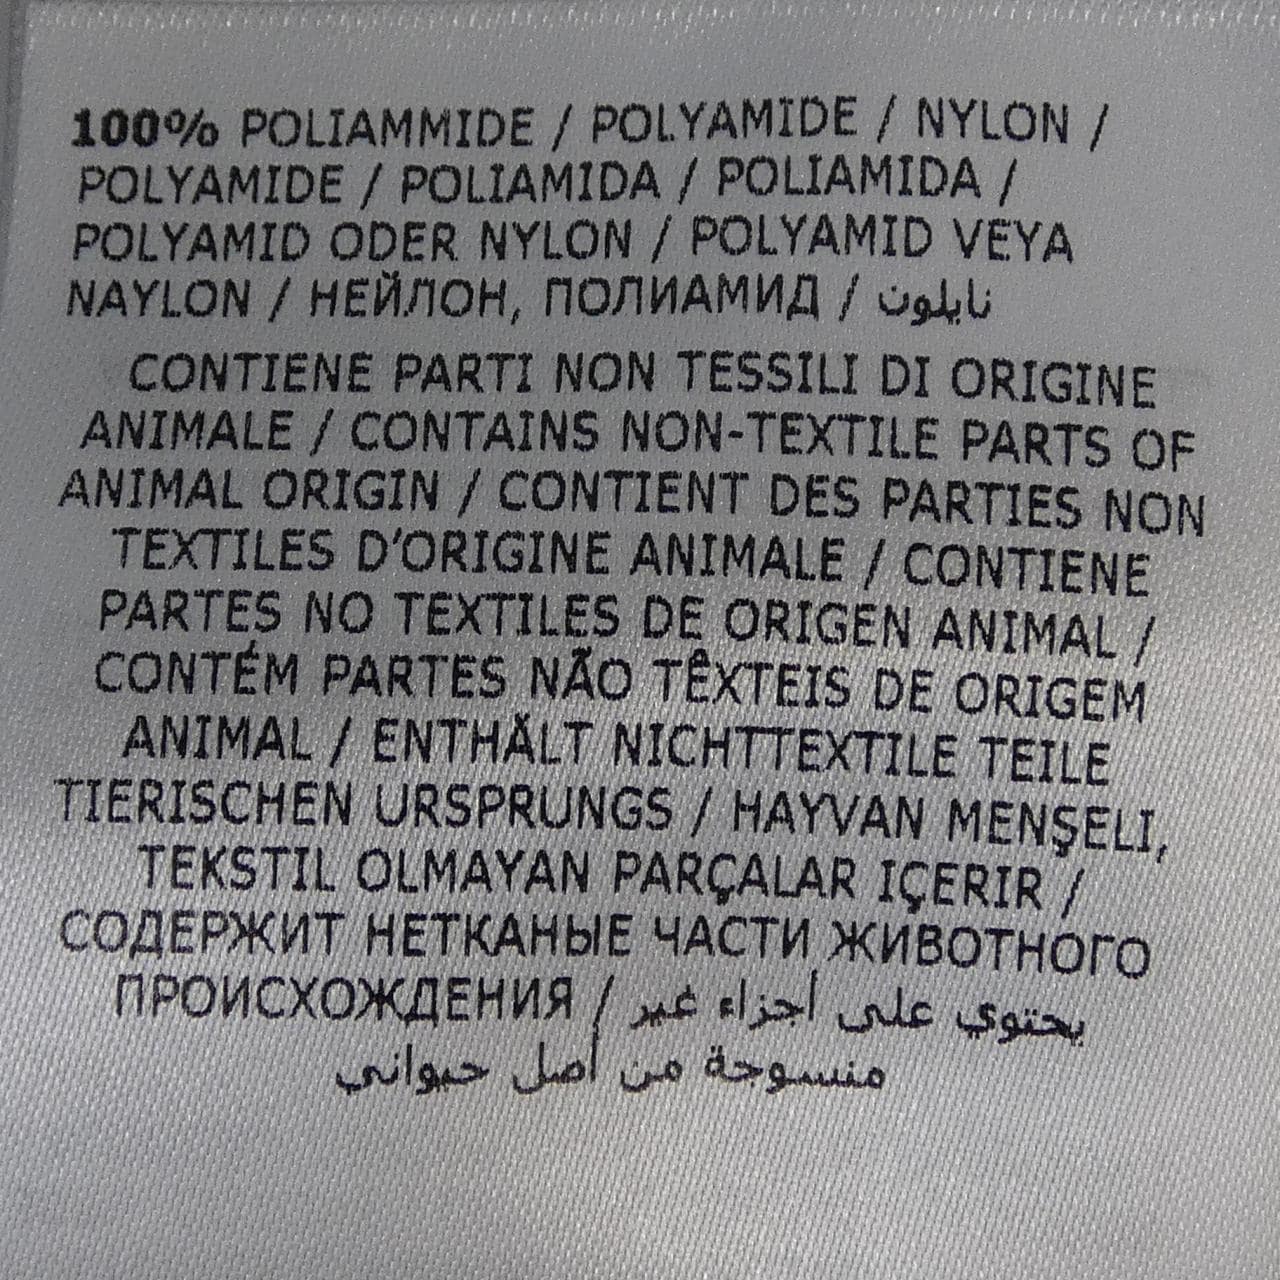 100% POLIAMMIDE / POLYAMIDE / NYLON /
POLYAMIDE / POLIAMIDA / POLIAMIDA /
POLYAMID ODER NYLON / POLYAMID VEYA
NAYLON / НЕЙЛОН, ПОЛИАМИД / نايلون
CONTIENE PARTI NON TESSILI DI ORIGINE
ANIMALE / CONTAINS NON-TEXTILE PARTS OF
ANIMAL ORIGIN / CONTIENT DES PARTIES NON
TEXTILES D'ORIGINE ANIMALE / CONTIENE
PARTES NO TEXTILES DE ORIGEN ANIMAL /
CONTÉM PARTES NÃO TÊXTEIS DE ORIGEM
ANIMAL / ENTHÄLT NICHTTEXTILE TEILE
TIERISCHEN URSPRUNGS / HAYVAN MENŞELI,
TEKSTIL OLMAYAN PARÇALAR IÇERIR /
СОДЕРЖИТ НЕТКАНЫЕ ЧАСТИ ЖИВОТНОГО
ПРОИСХОЖДЕНИЯ / يحتوي على أجزاء غير
منسوجة من أصل حيواني